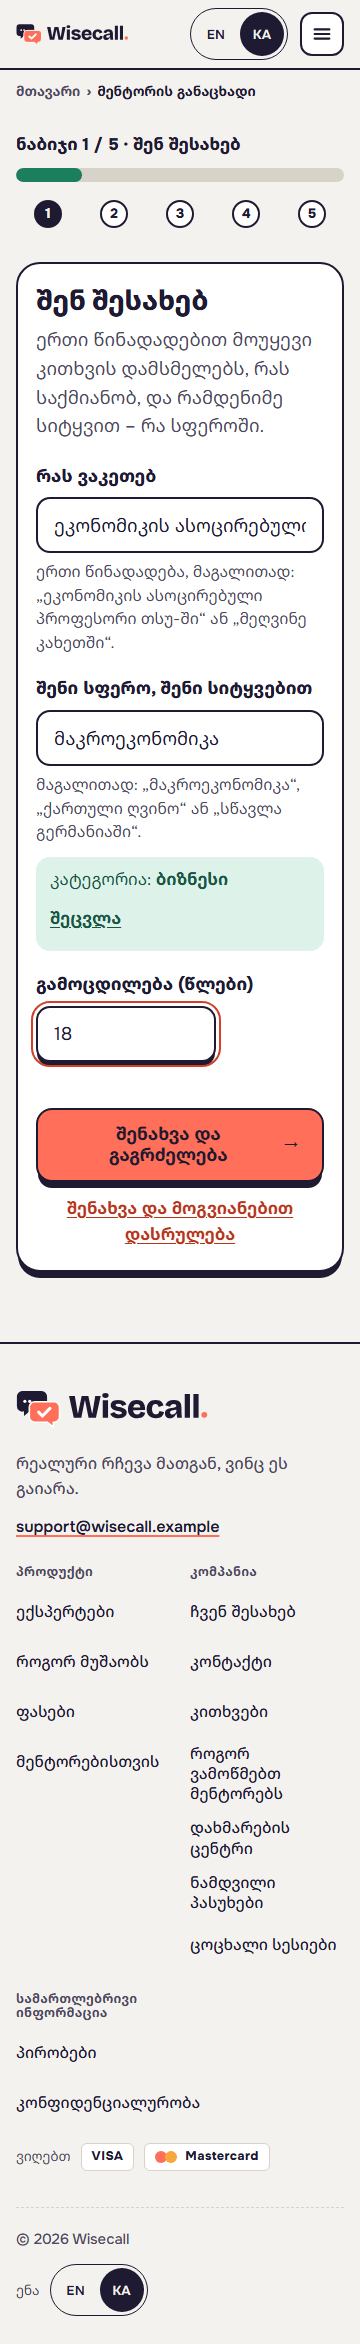 Wisecall.
EN KA
მთავარი › მენტორის განაცხადი
ნაბიჯი 1 / 5 · შენ შესახებ
1 2 3 4 5
შენ შესახებ
ერთი წინადადებით მოუყევი
კითხვის დამსმელებს, რას
საქმიანობ, და რამდენიმე
სიტყვით – რა სფეროში.
რას ვაკეთებ
ეკონომიკის ასოცირებული
ერთი წინადადება, მაგალითად:
„ეკონომიკის ასოცირებული
პროფესორი თსუ-ში“ ან „მეღვინე
კახეთში“.
შენი სფერო, შენი სიტყვებით
მაკროეკონომიკა
მაგალითად: „მაკროეკონომიკა“,
„ქართული ღვინო“ ან „სწავლა
გერმანიაში“.
კატეგორია: ბიზნესი
შეცვლა
გამოცდილება (წლები)
18
შენახვა და
გაგრძელება →
შენახვა და მოგვიანებით
დასრულება
Wisecall.
რეალური რჩევა მათგან, ვინც ეს
გაიარა.
support@wisecall.example
პროდუქტი
ექსპერტები
როგორ მუშაობს
ფასები
მენტორებისთვის
კომპანია
ჩვენ შესახებ
კონტაქტი
კითხვები
როგორ
ვამოწმებთ
მენტორებს
დახმარების
ცენტრი
ნამდვილი
პასუხები
ცოცხალი სესიები
სამართლებრივი
ინფორმაცია
პირობები
კონფიდენციალურობა
ვიღებთ VISA Mastercard
© 2026 Wisecall
ენა EN KA